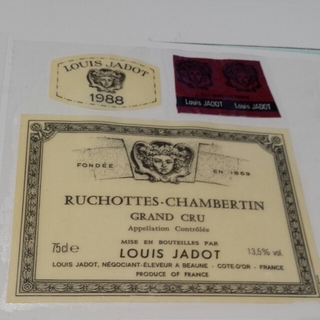 LOUIS JADOT
1988
Louis JADOT Louis JADOT
FONDÉE EN 1859
RUCHOTTES-CHAMBERTIN
GRAND CRU
Appellation Contrôlée
MISE EN BOUTEILLES PAR
75cl e LOUIS JADOT 13,5% vol.
LOUIS JADOT, NÉGOCIANT-ÉLEVEUR A BEAUNE - COTE-D'OR - FRANCE
PRODUCE OF FRANCE